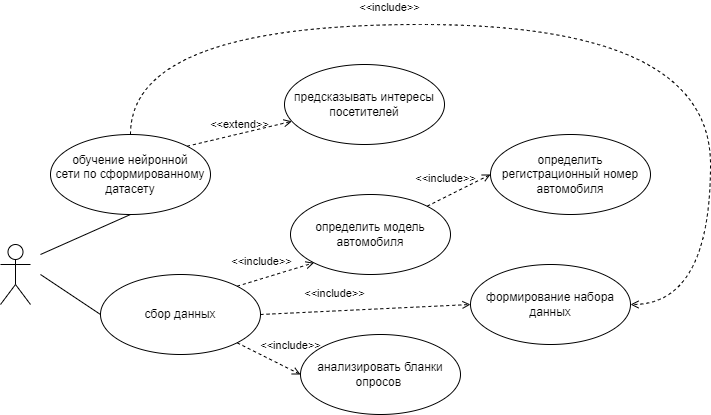 <<include>>
предсказывать интересы
посетителей
<<extend>>
обучение нейронной
сети по сформированному
датасету
определить
регистрационный номер
автомобиля
<<include>>
определить модель
автомобиля
<<include>>
<<include>>
формирование набора
данных
сбор данных
<<include>>
анализировать бланки
опросов